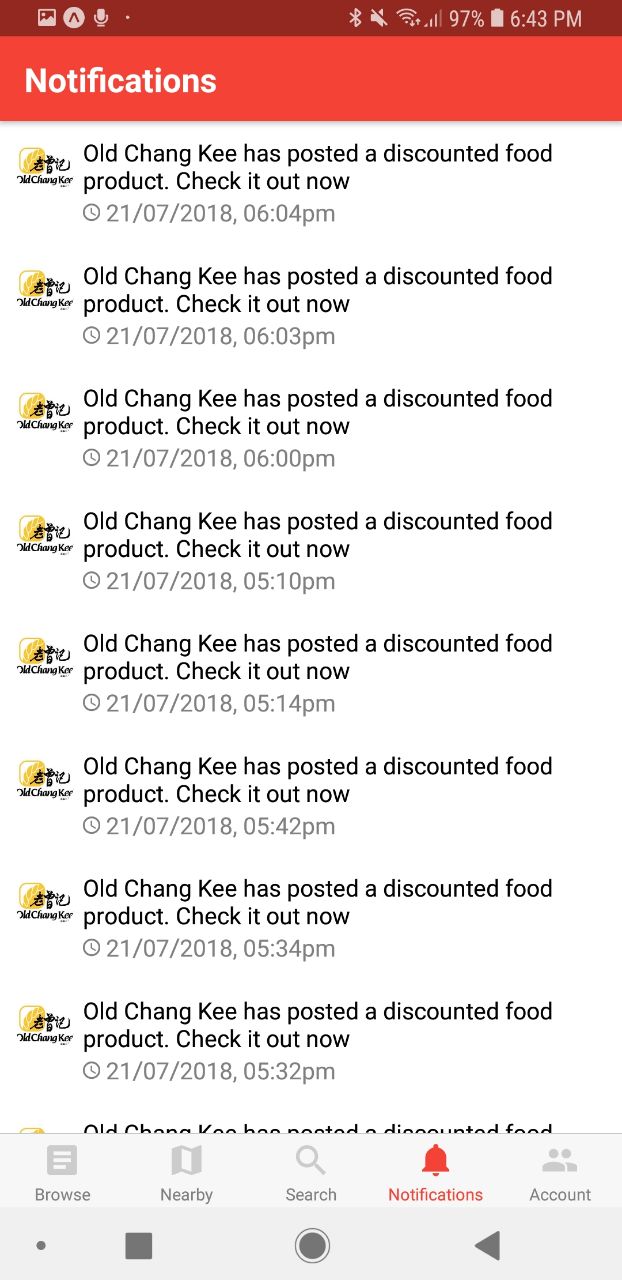 97% 6:43 PM
Notifications
老曾记
Old Chang Kee
Old Chang Kee has posted a discounted food
product. Check it out now
21/07/2018, 06:04pm
老曾记
Old Chang Kee
Old Chang Kee has posted a discounted food
product. Check it out now
21/07/2018, 06:03pm
老曾记
Old Chang Kee
Old Chang Kee has posted a discounted food
product. Check it out now
21/07/2018, 06:00pm
老曾记
Old Chang Kee
Old Chang Kee has posted a discounted food
product. Check it out now
21/07/2018, 05:10pm
老曾记
Old Chang Kee
Old Chang Kee has posted a discounted food
product. Check it out now
21/07/2018, 05:14pm
老曾记
Old Chang Kee
Old Chang Kee has posted a discounted food
product. Check it out now
21/07/2018, 05:42pm
老曾记
Old Chang Kee
Old Chang Kee has posted a discounted food
product. Check it out now
21/07/2018, 05:34pm
老曾记
Old Chang Kee
Old Chang Kee has posted a discounted food
product. Check it out now
21/07/2018, 05:32pm
Old Chang Kee has posted a discounted food
Browse Nearby Search Notifications Account